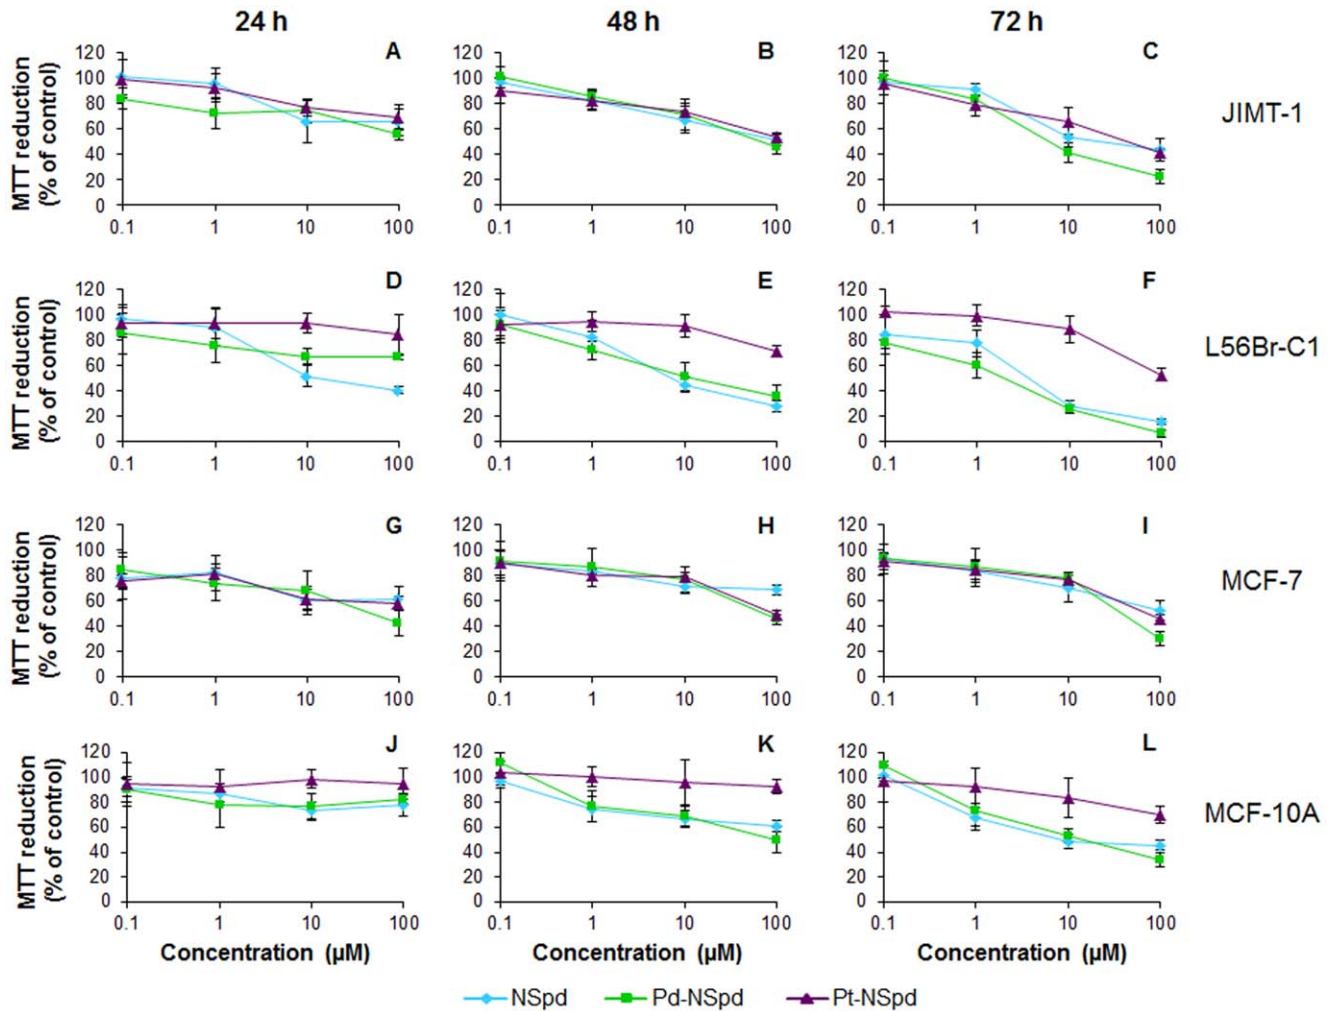 24 h 48 h 72 h
A B C
120 120 120
100 100 100
80 80 80
60 60 60
40 40 40
20 20 20
0 0 0
0.1 1 10 100 0.1 1 10 100 0.1 1 10 100
MTT reduction
(% of control)
JIMT-1
D E F
120 120 120
100 100 100
80 80 80
60 60 60
40 40 40
20 20 20
0 0 0
0.1 1 10 100 0.1 1 10 100 0.1 1 10 100
MTT reduction
(% of control)
L56Br-C1
G H I
120 120 120
100 100 100
80 80 80
60 60 60
40 40 40
20 20 20
0 0 0
0.1 1 10 100 0.1 1 10 100 0.1 1 10 100
MTT reduction
(% of control)
MCF-7
J K L
120 120 120
100 100 100
80 80 80
60 60 60
40 40 40
20 20 20
0 0 0
0.1 1 10 100 0.1 1 10 100 0.1 1 10 100
MTT reduction
(% of control)
MCF-10A
Concentration (µM) Concentration (µM) Concentration (µM)
NSpd Pd-NSpd Pt-NSpd